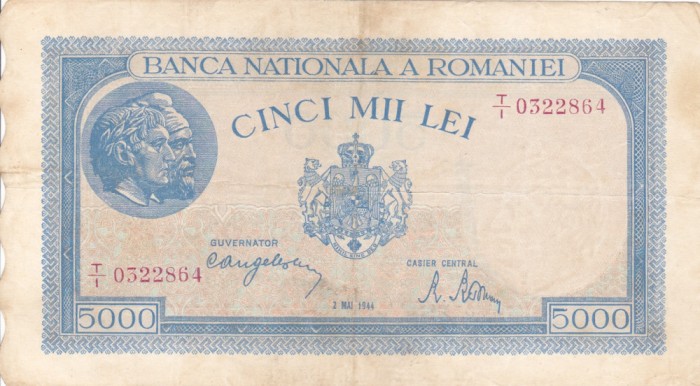 BANCA NATIONALA A ROMANIEI
CINCI MII LEI
T/1 0322864
GUVERNATOR
CASIER CENTRAL
T/1 0322864
2 MAI 1944
5000
5000